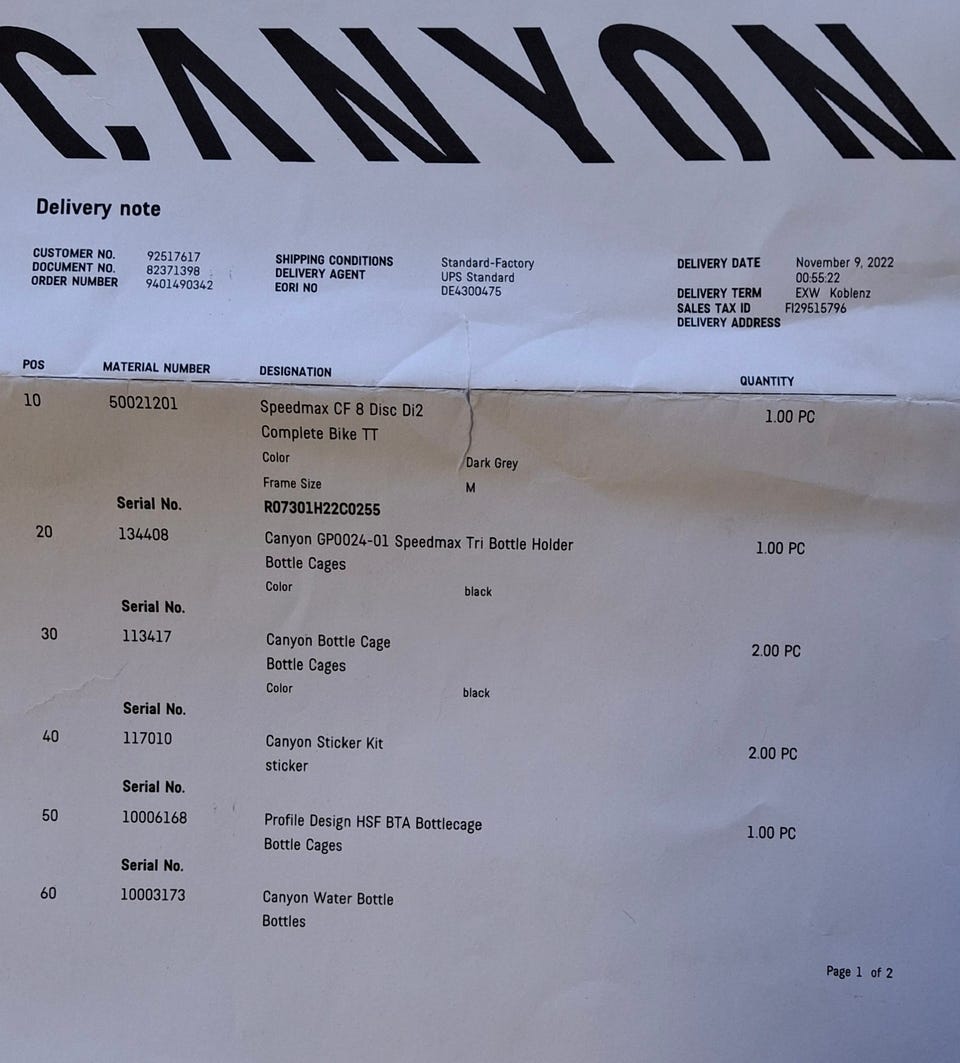 CANYON
Delivery note
CUSTOMER NO. 92517617
DOCUMENT NO. 82371398
ORDER NUMBER 9401490342
SHIPPING CONDITIONS Standard-Factory
DELIVERY AGENT UPS Standard
EORI NO DE4300475
DELIVERY DATE November 9, 2022
00:55:22
DELIVERY TERM EXW Koblenz
SALES TAX ID FI29515796
DELIVERY ADDRESS
POS MATERIAL NUMBER DESIGNATION QUANTITY
10 50021201 Speedmax CF 8 Disc Di2 1.00 PC
Complete Bike TT
Color Dark Grey
Frame Size M
Serial No. R07301H22C0255
20 134408 Canyon GP0024-01 Speedmax Tri Bottle Holder 1.00 PC
Bottle Cages
Color black
Serial No.
30 113417 Canyon Bottle Cage 2.00 PC
Bottle Cages
Color black
Serial No.
40 117010 Canyon Sticker Kit 2.00 PC
sticker
Serial No.
50 10006168 Profile Design HSF BTA Bottlecage 1.00 PC
Bottle Cages
Serial No.
60 10003173 Canyon Water Bottle
Bottles
Page 1 of 2